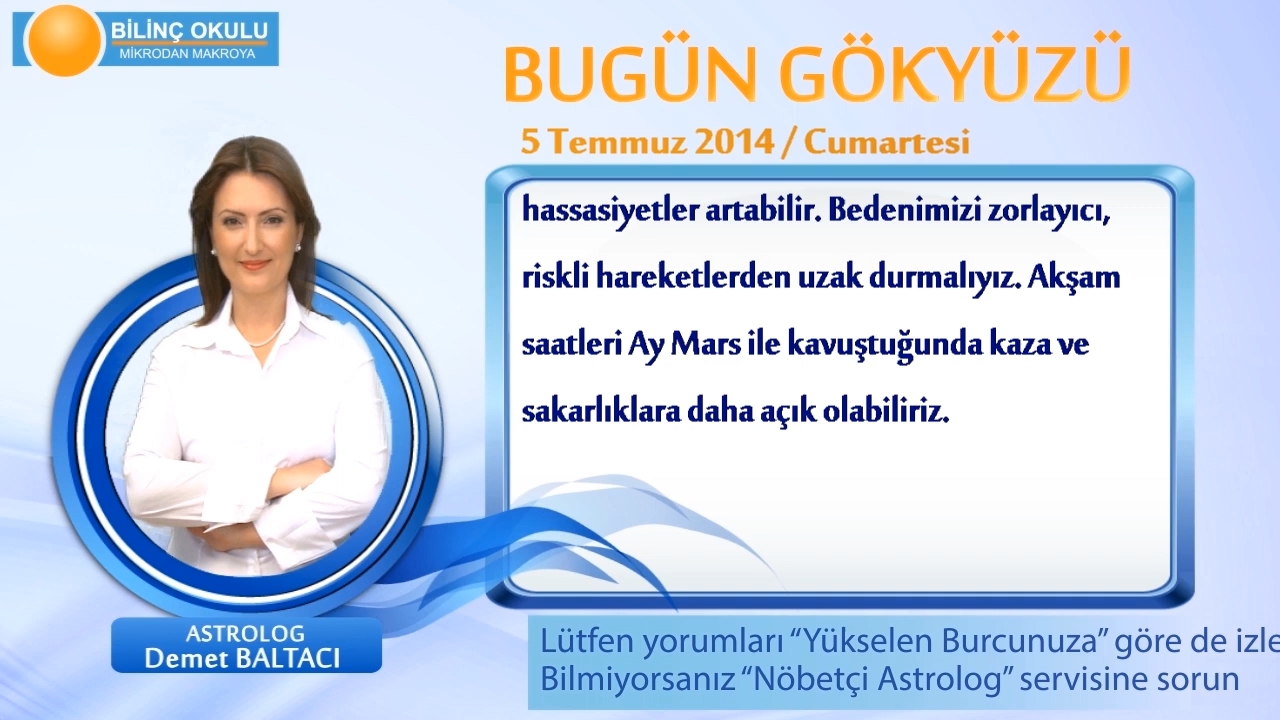 BİLİNÇ OKULU
MİKRODAN MAKROYA
BUGÜN GÖKYÜZÜ
5 Temmuz 2014 / Cumartesi
hassasiyetler artabilir. Bedenimizi zorlayıcı,
riskli hareketlerden uzak durmalıyız. Akşam
saatleri Ay Mars ile kavuştuğunda kaza ve
sakarlıklara daha açık olabiliriz.
ASTROLOG
Demet BALTACI
Lütfen yorumları “Yükselen Burcunuza” göre de izle
Bilmiyorsanız “Nöbetçi Astrolog” servisine sorun